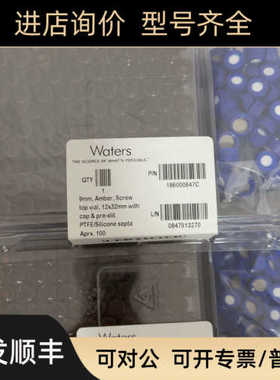 进店询价 型号齐全
Waters
THE SCIENCE OF WHAT'S POSSIBLE.
QTY
1
P/N
186000847C
9mm, Amber, Screw
top vial, 12x32mm with
cap & pre-slit
PTFE/Silicone septa
Aprx. 100
L/N
0847613270
发顺丰
可对公 可开专票/普